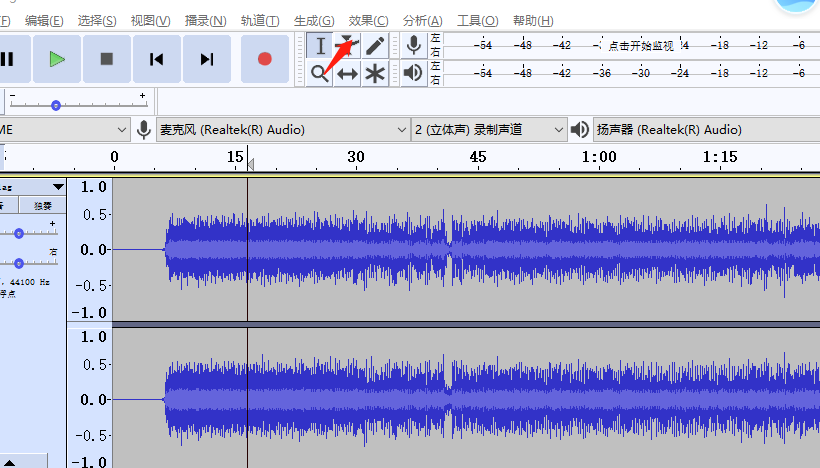 编辑(E) 选择(S) 视图(V) 播录(N) 轨道(T) 生成(G) 效果(C) 分析(A) 工具(O) 帮助(H)
左 右 -54 -48 -42 点击开始监视 -18 -12 -6
左 右 -54 -48 -42 -36 -30 -24 -18 -12 -6
- +
ME 麦克风 (Realtek(R) Audio) 2 (立体声) 录制声道 扬声器 (Realtek(R) Audio)
0 15 30 45 1:00 1:15
1.0
独奏 0.5
+
右 0.0
44100 Hz -0.5
浮点
-1.0
1.0
0.5
0.0
-0.5
-1.0